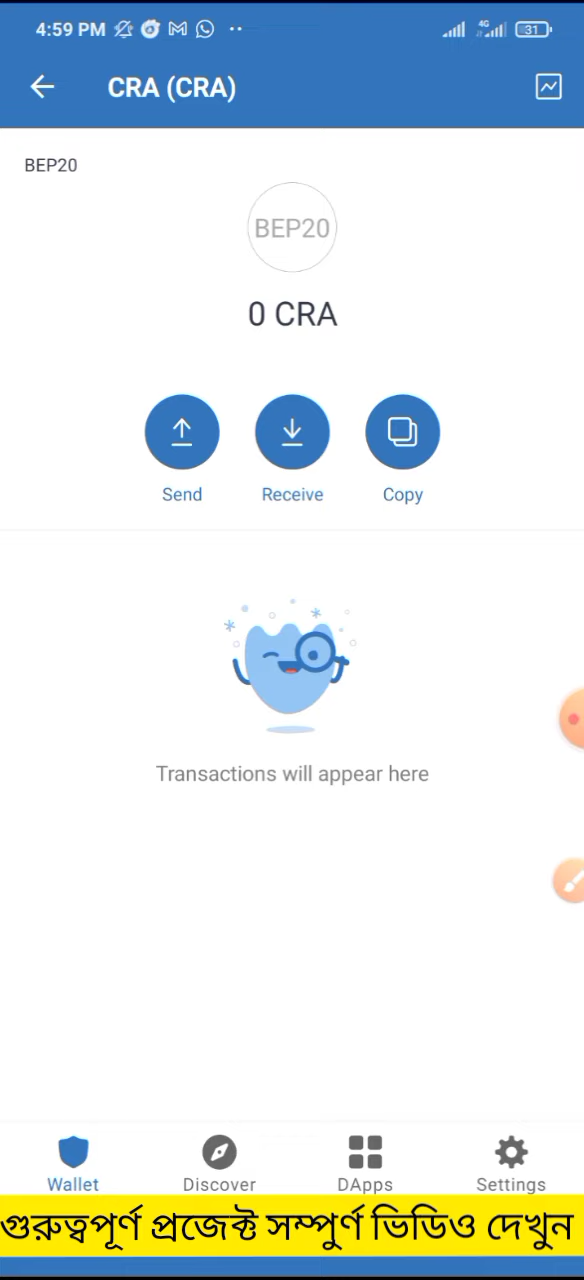 4:59 PM
4G
31
CRA (CRA)
BEP20
BEP20
0 CRA
Send Receive Copy
Transactions will appear here
Wallet Discover DApps Settings
গুরুত্বপূর্ণ প্রজেক্ট সম্পুর্ণ ভিডিও দেখুন